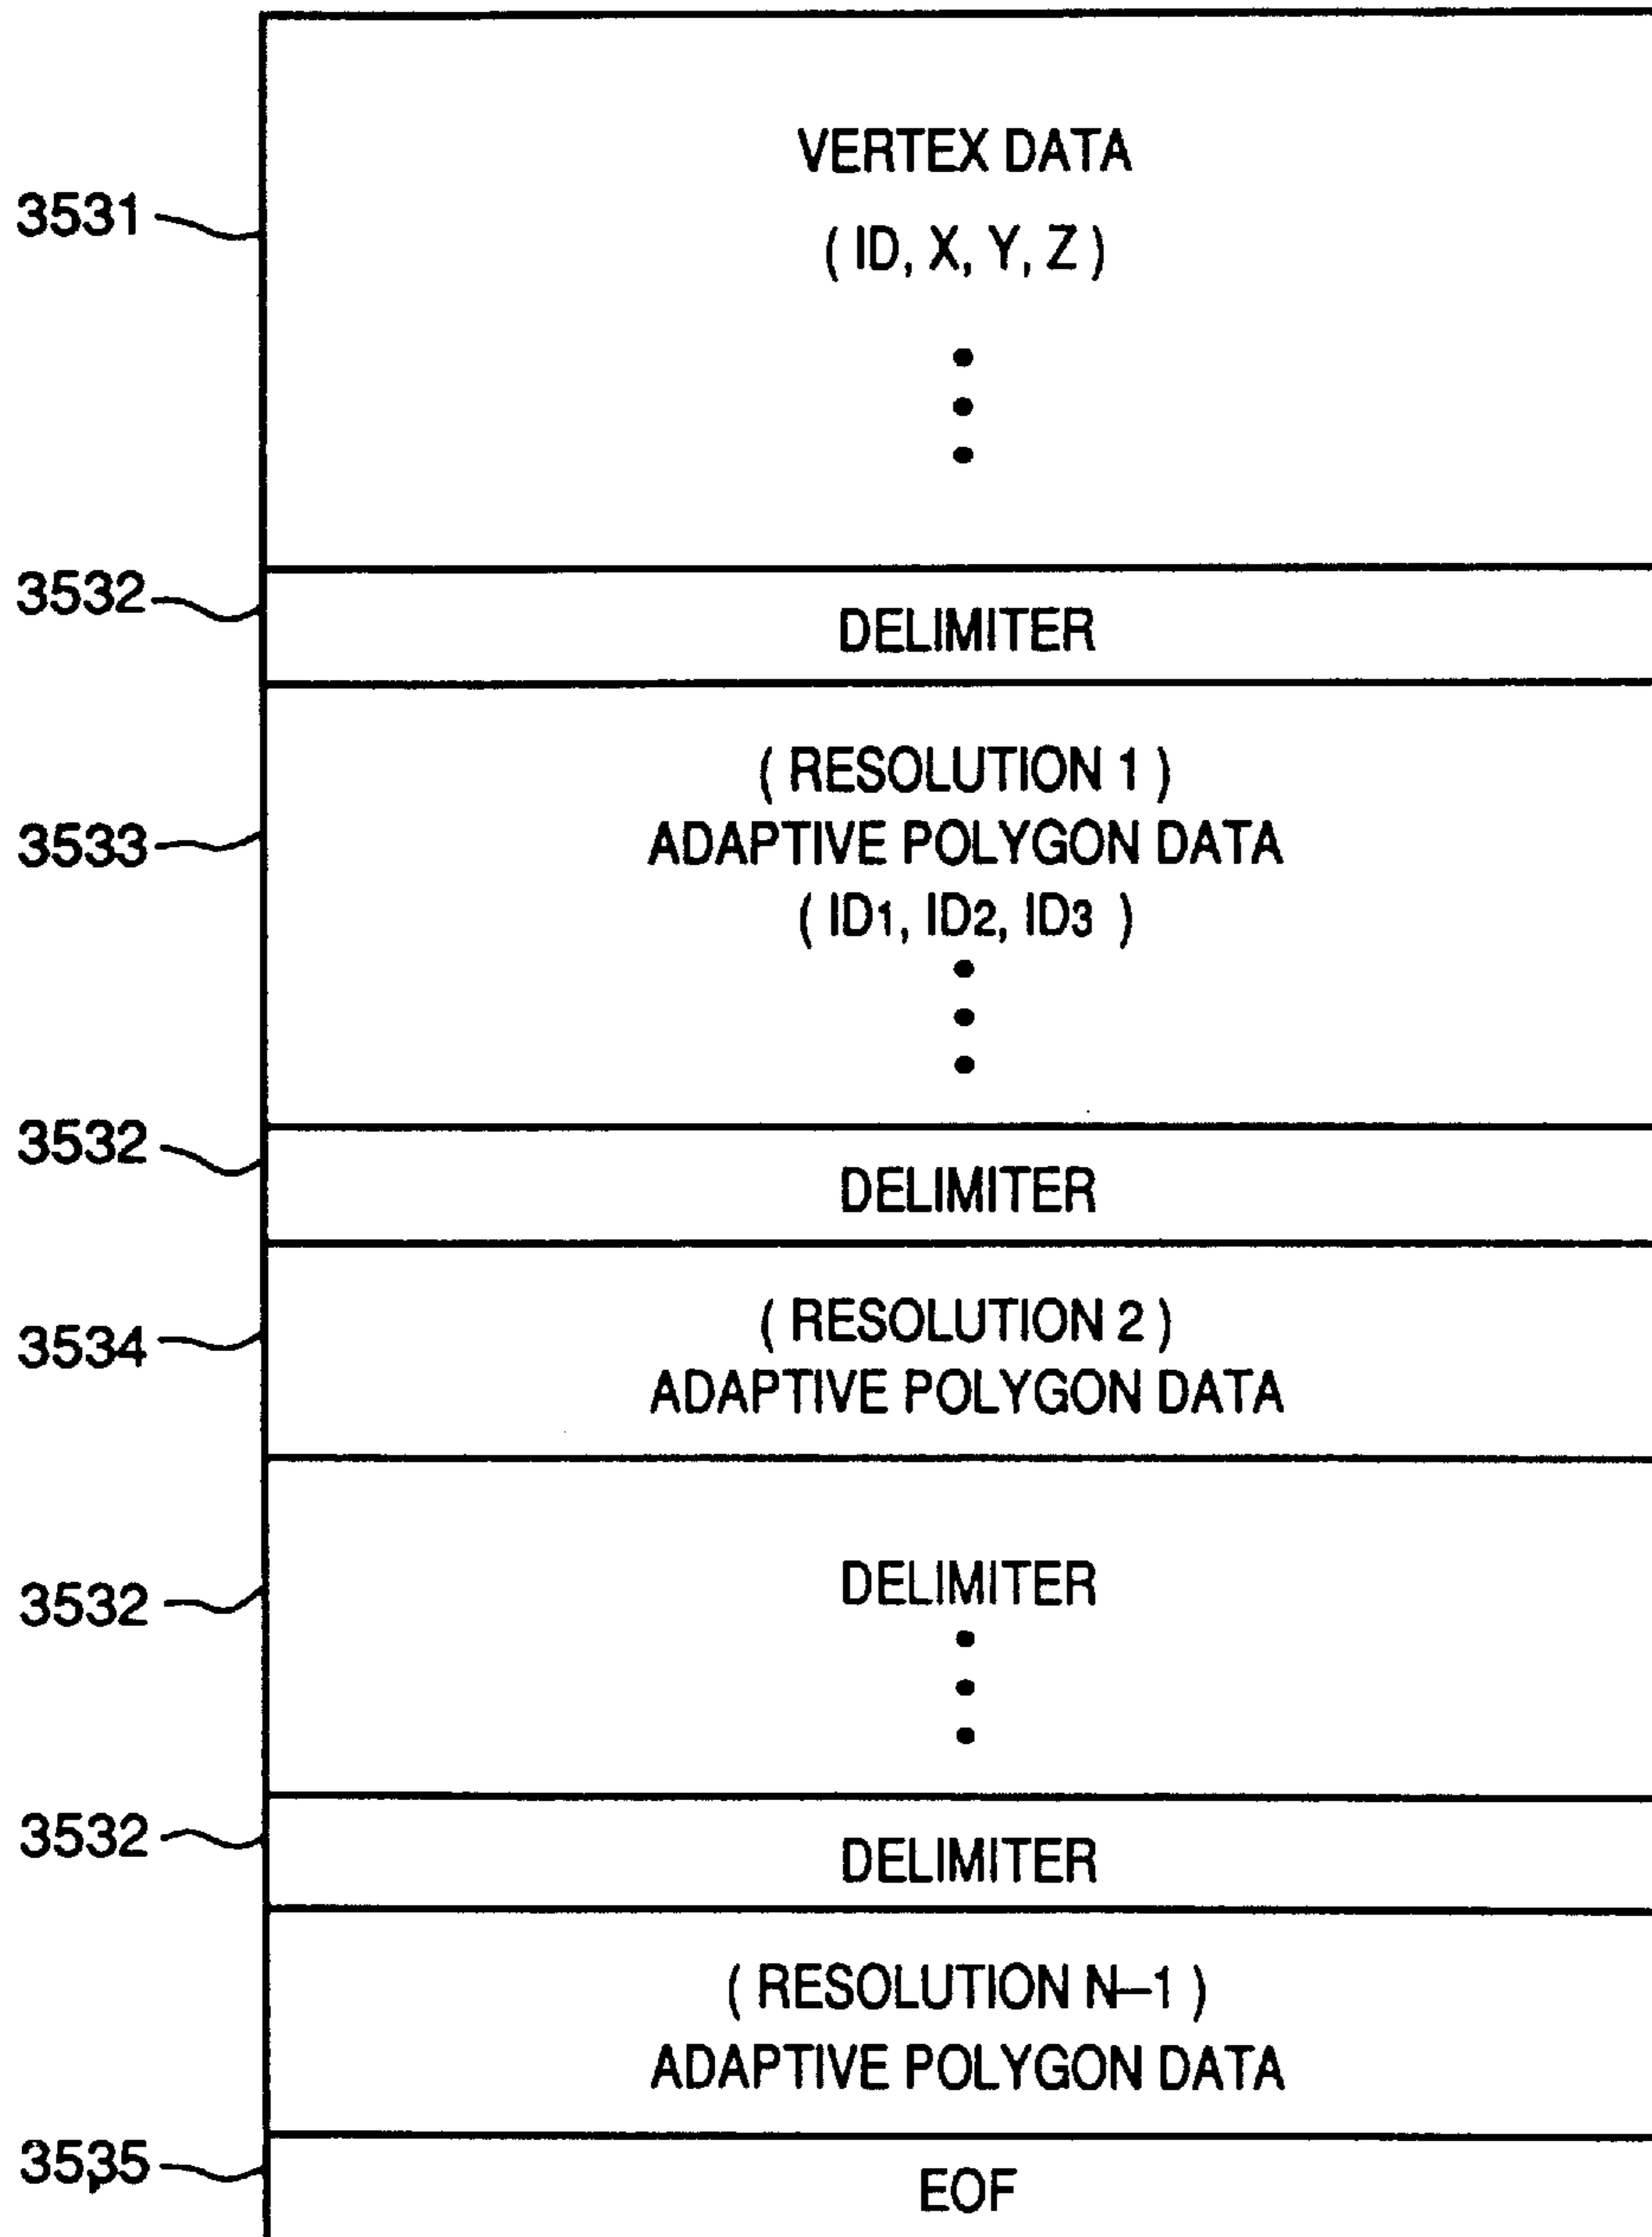 VERTEX DATA
3531
( ID, X, Y, Z )
3532
DELIMITER
( RESOLUTION 1 )
3533
ADAPTIVE POLYGON DATA
( ID1, ID2, ID3 )
3532
DELIMITER
( RESOLUTION 2 )
3534
ADAPTIVE POLYGON DATA
DELIMITER
3532
3532
DELIMITER
( RESOLUTION N–1 )
ADAPTIVE POLYGON DATA
3535
EOF